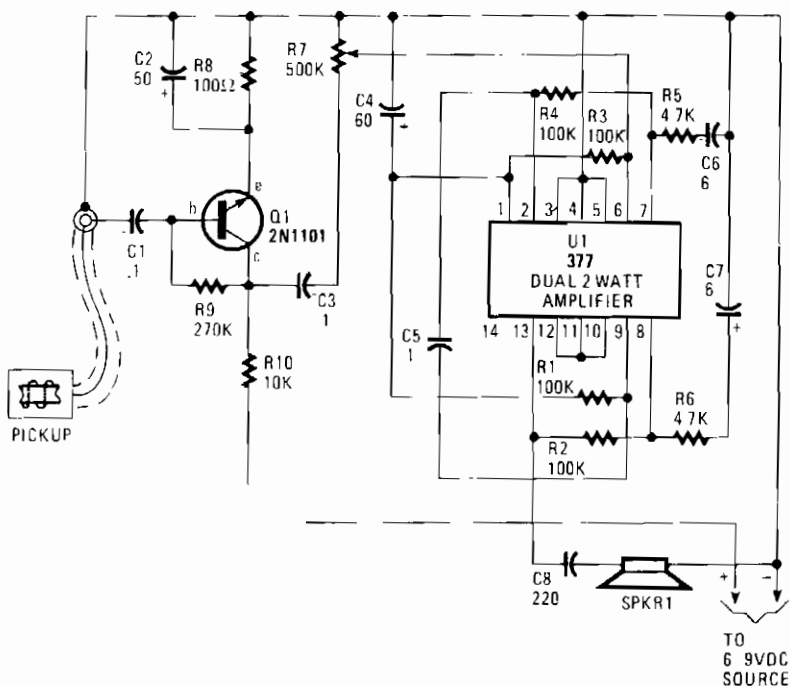 C2
50
+
R8
100Ω
R7
500K
C4
60
+
R4
100K
R3
100K
R5
4.7K
C6
6
e
b
c
Q1
2N1101
C1
.1
R9
270K
C3
1
R10
10K
PICKUP
1 2 3 4 5 6 7
U1
377
DUAL 2 WATT
AMPLIFIER
14 13 12 11 10 9 8
C5
1
C7
6
+
R1
100K
R2
100K
R6
4.7K
C8
220
SPKR1
+ −
TO
6 9VDC
SOURCE